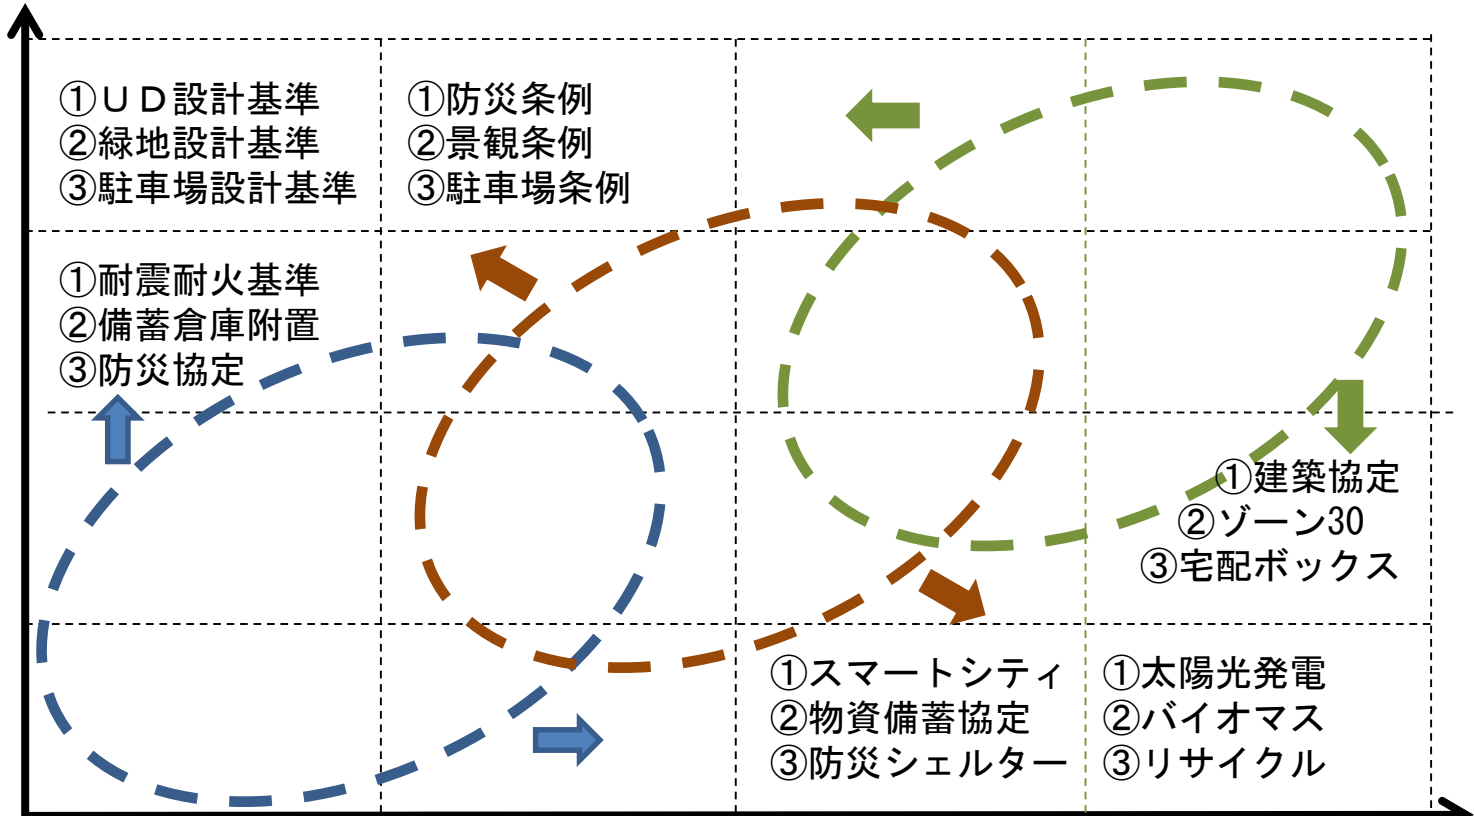 ①ＵＤ設計基準
②緑地設計基準
③駐車場設計基準
①防災条例
②景観条例
③駐車場条例
①耐震耐火基準
②備蓄倉庫附置
③防災協定
①建築協定
②ゾーン30
③宅配ボックス
①スマートシティ
②物資備蓄協定
③防災シェルター
①太陽光発電
②バイオマス
③リサイクル